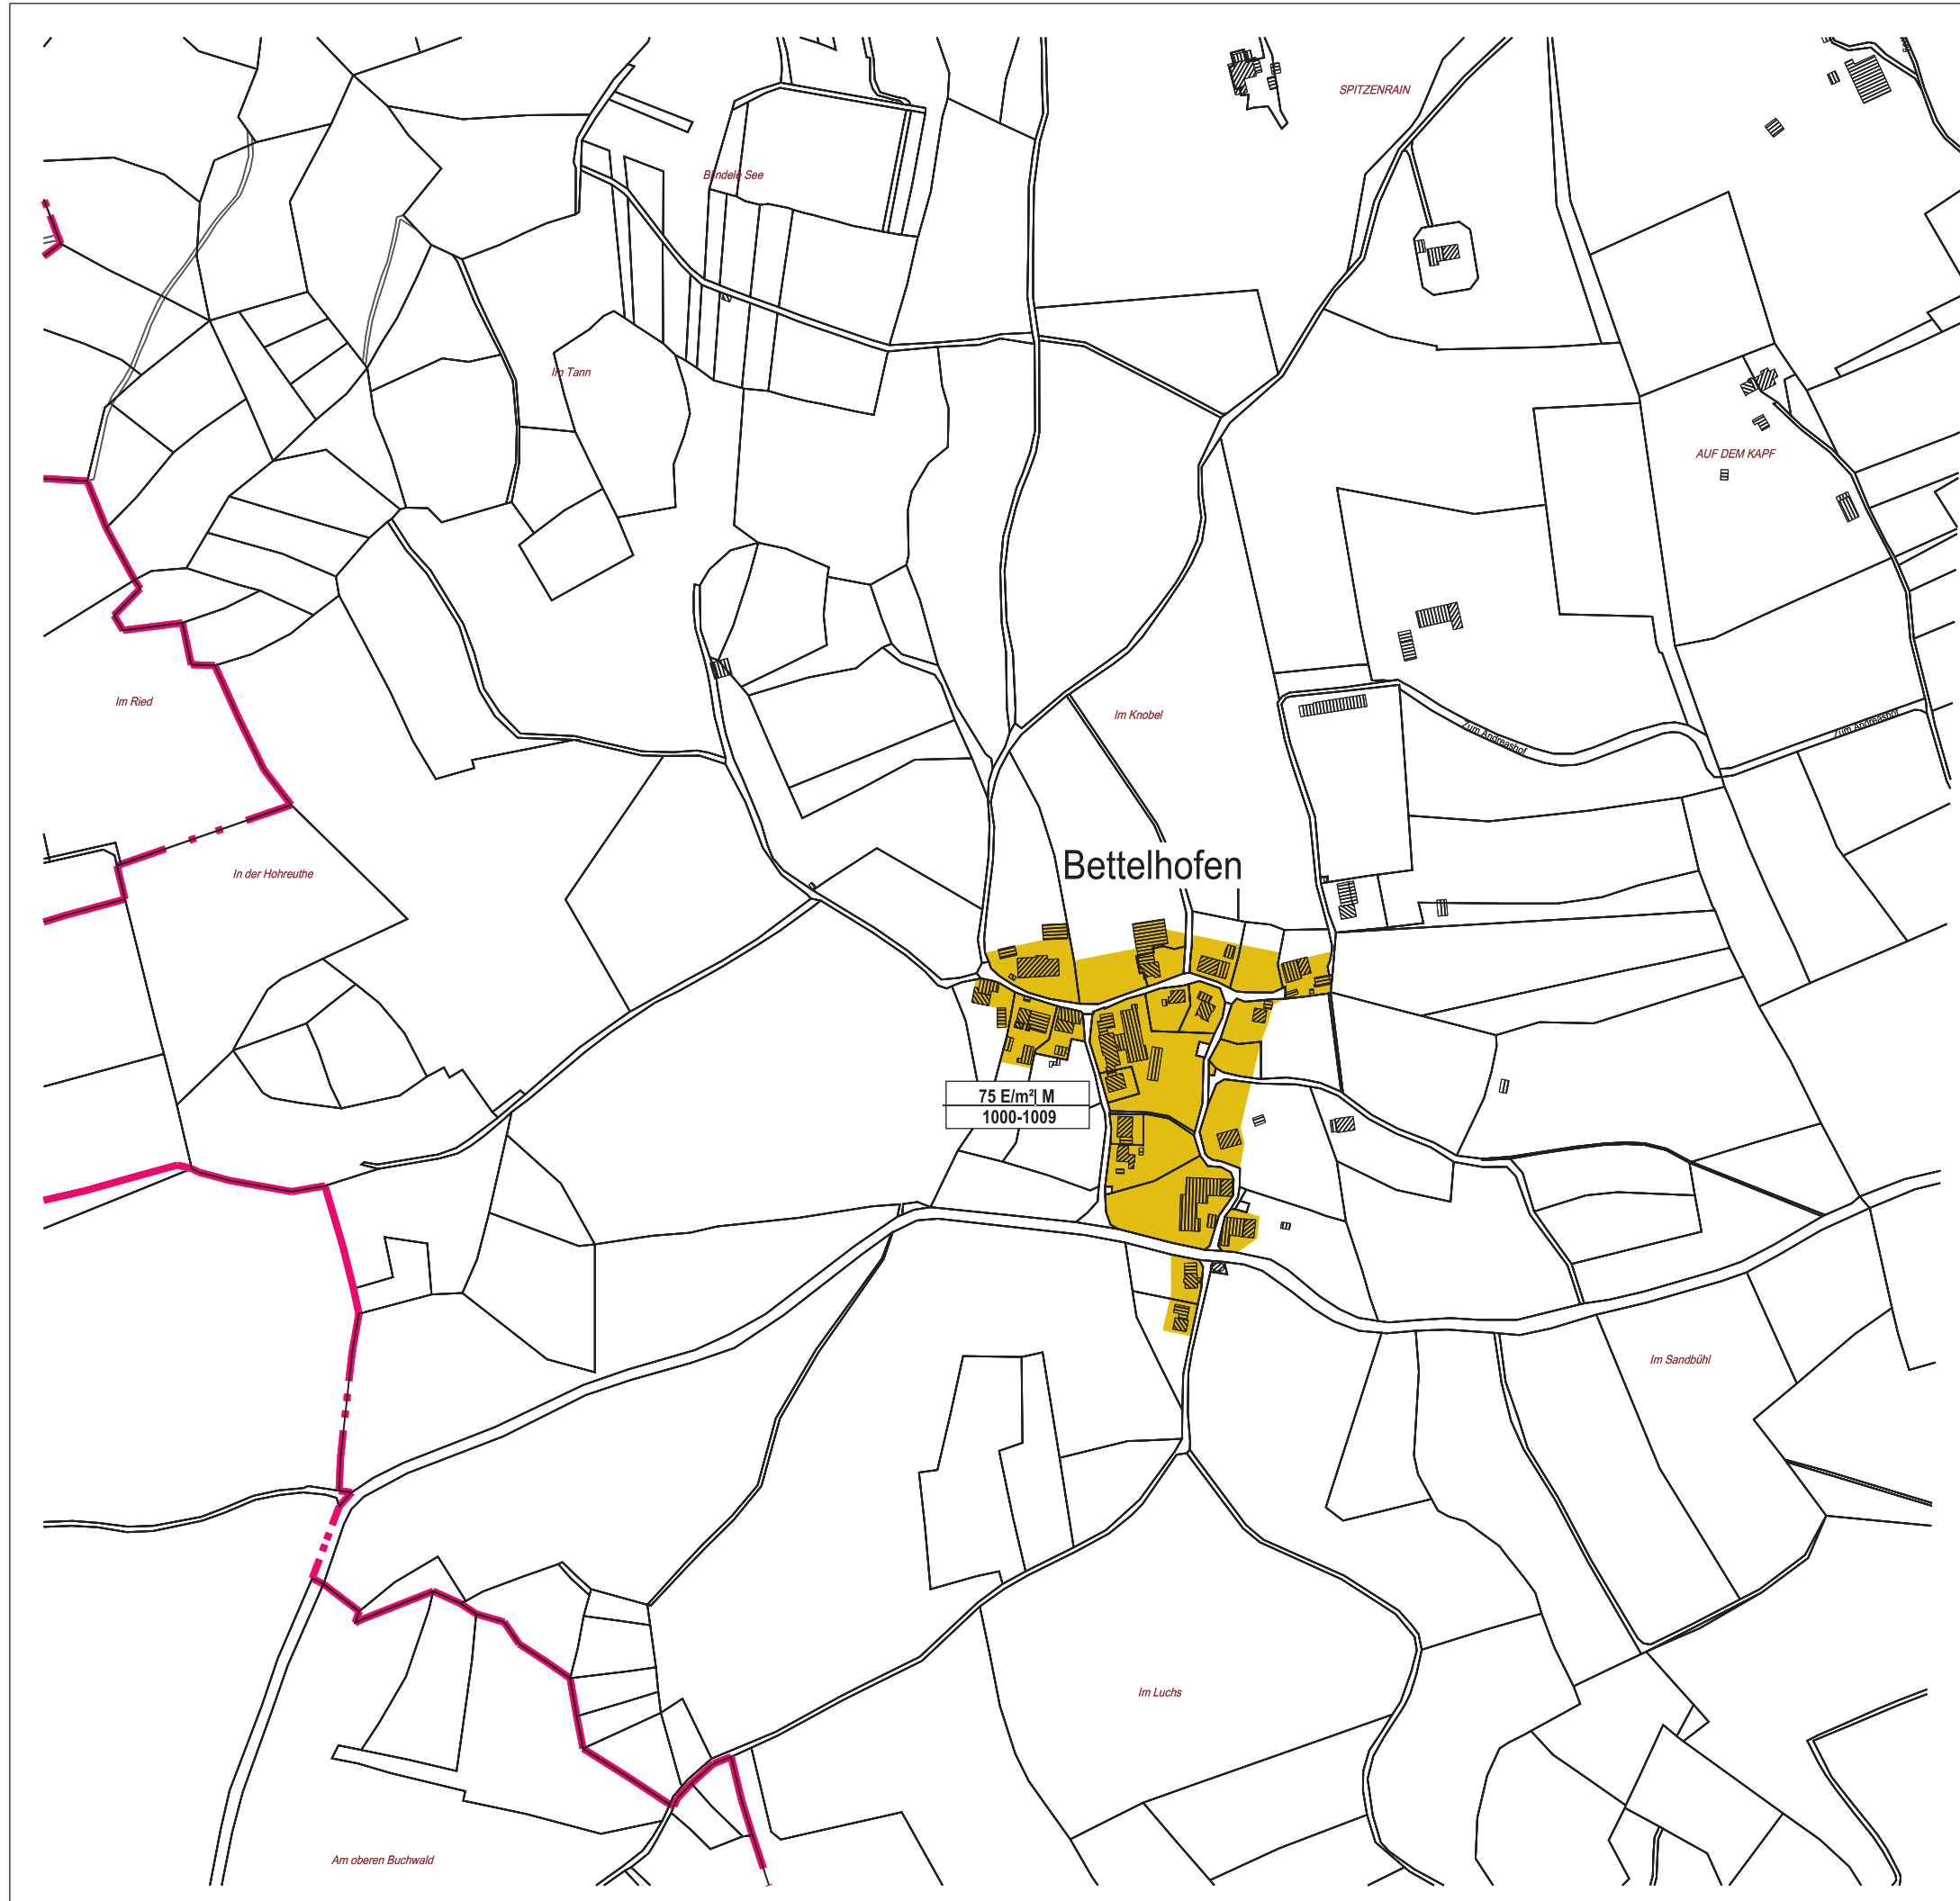 SPITZENRAIN
Bündele See
Im Tann
AUF DEM KAPF
Im Ried
Im Knobel
Zum Andreashof
Zum Andreashof
Bettelhofen
In der Hohreuthe
75 E/m²| M
1000-1009
Im Sandbühl
Im Luchs
Am oberen Buchwald